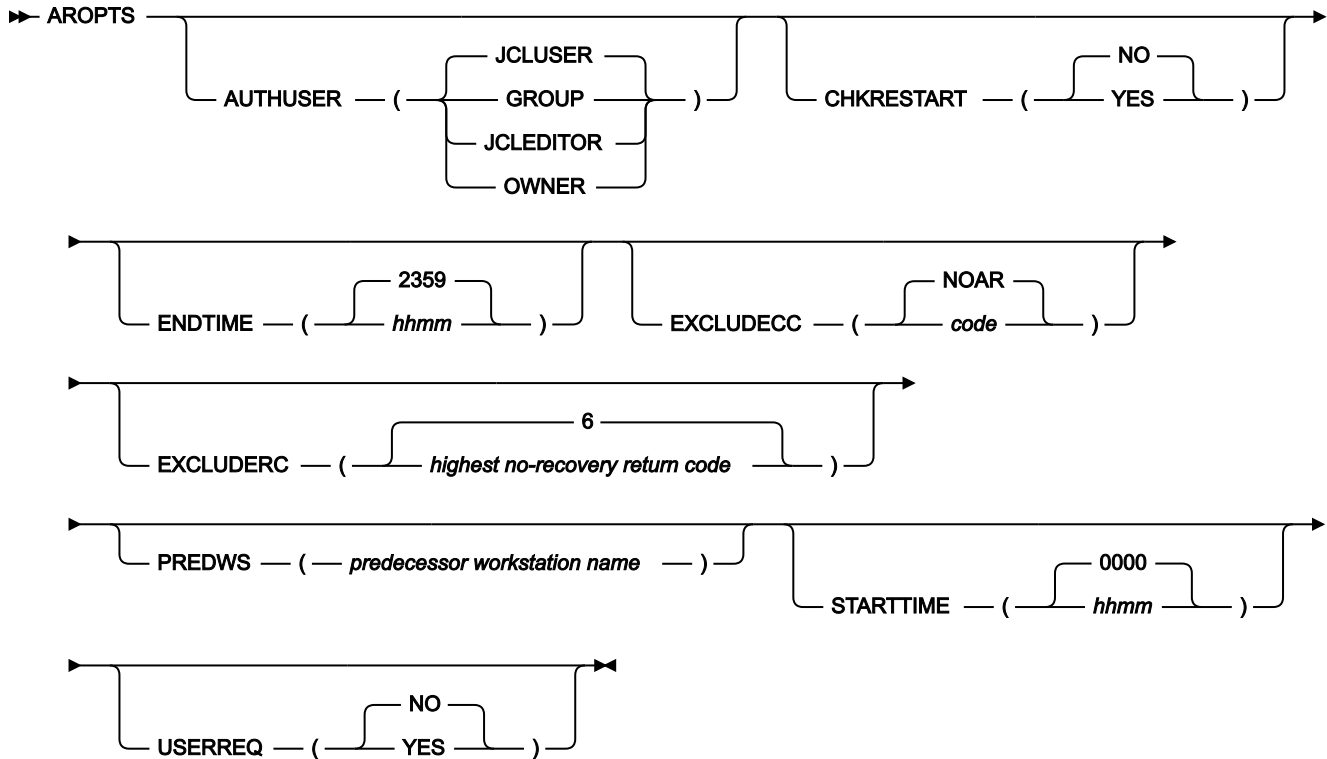 AROPTS
AUTHUSER ( JCLUSER )
GROUP
JCLEDITOR
OWNER
CHKRESTART ( NO )
YES
ENDTIME ( 2359 )
hhmm
EXCLUDECC ( NOAR )
code
EXCLUDERC ( 6 )
highest no-recovery return code
PREDWS ( predecessor workstation name )
STARTTIME ( 0000 )
hhmm
USERREQ ( NO )
YES